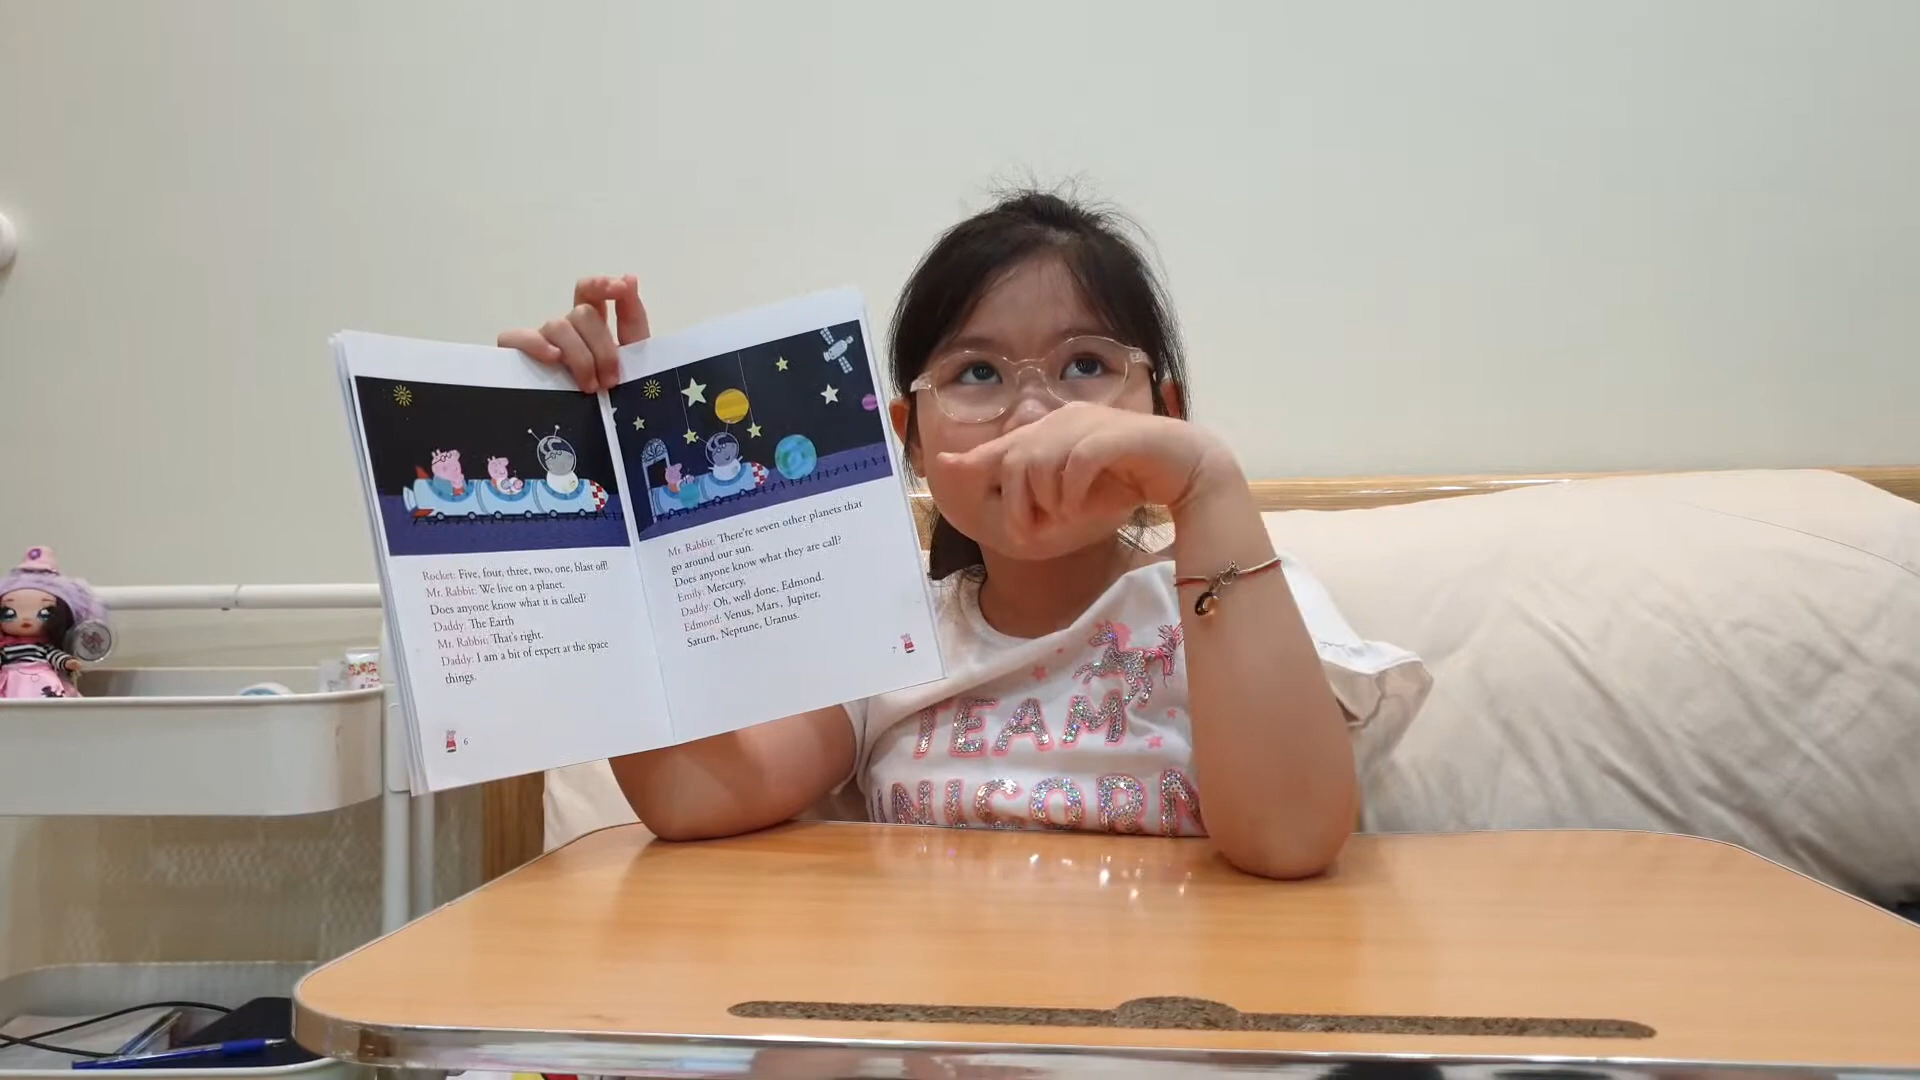 Rocket: Five, four, three, two, one, blast off!
Mr. Rabbit: We live on a planet.
Does anyone know what it is called?
Daddy: The Earth
Mr. Rabbit: That's right.
Daddy: I am a bit of expert at the space
things.
6
Mr. Rabbit: There're seven other planets that
go around our sun.
Does anyone know what they are call?
Emily: Mercury,
Daddy: Oh, well done, Edmond.
Edmond: Venus, Mars, Jupiter,
Saturn, Neptune, Uranus.
7
TEAM
UNICORN